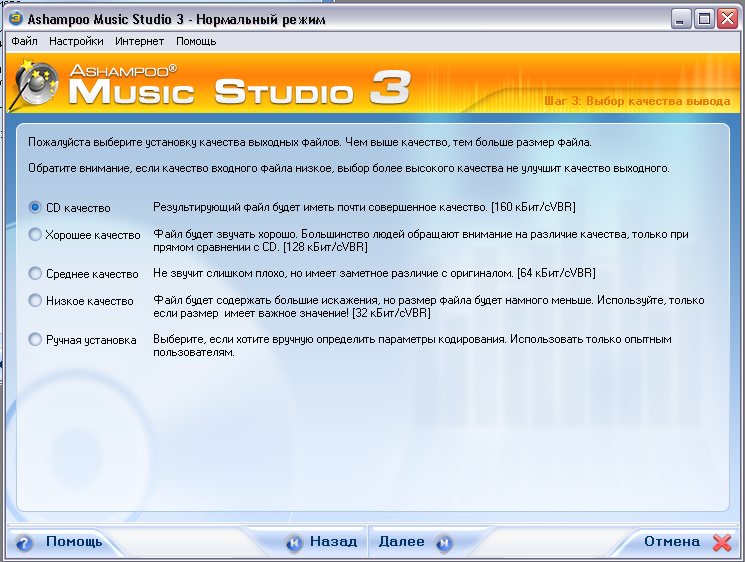 Ashampoo Music Studio 3 - Нормальный режим
Файл Настройки Интернет Помощь
ASHAMPOO®
MUSIC STUDIO 3
Шаг 3: Выбор качества вывода
Пожалуйста выберите установку качества выходных файлов. Чем выше качество, тем больше размер файла.
Обратите внимание, если качество входного файла низкое, выбор более высокого качества не улучшит качество выходного.
CD качество Результирующий файл будет иметь почти совершенное качество. [160 кБит/cVBR]
Хорошее качество Файл будет звучать хорошо. Большинство людей обращают внимание на различие качества, только при
прямом сравнении с CD. [128 кБит/cVBR]
Среднее качество Не звучит слишком плохо, но имеет заметное различие с оригиналом. [64 кБит/cVBR]
Низкое качество Файл будет содержать большие искажения, но размер файла будет намного меньше. Используйте, только
если размер имеет важное значение! [32 кБит/cVBR]
Ручная установка Выберите, если хотите вручную определить параметры кодирования. Использовать только опытным
пользователям.
Помощь Назад Далее Отмена